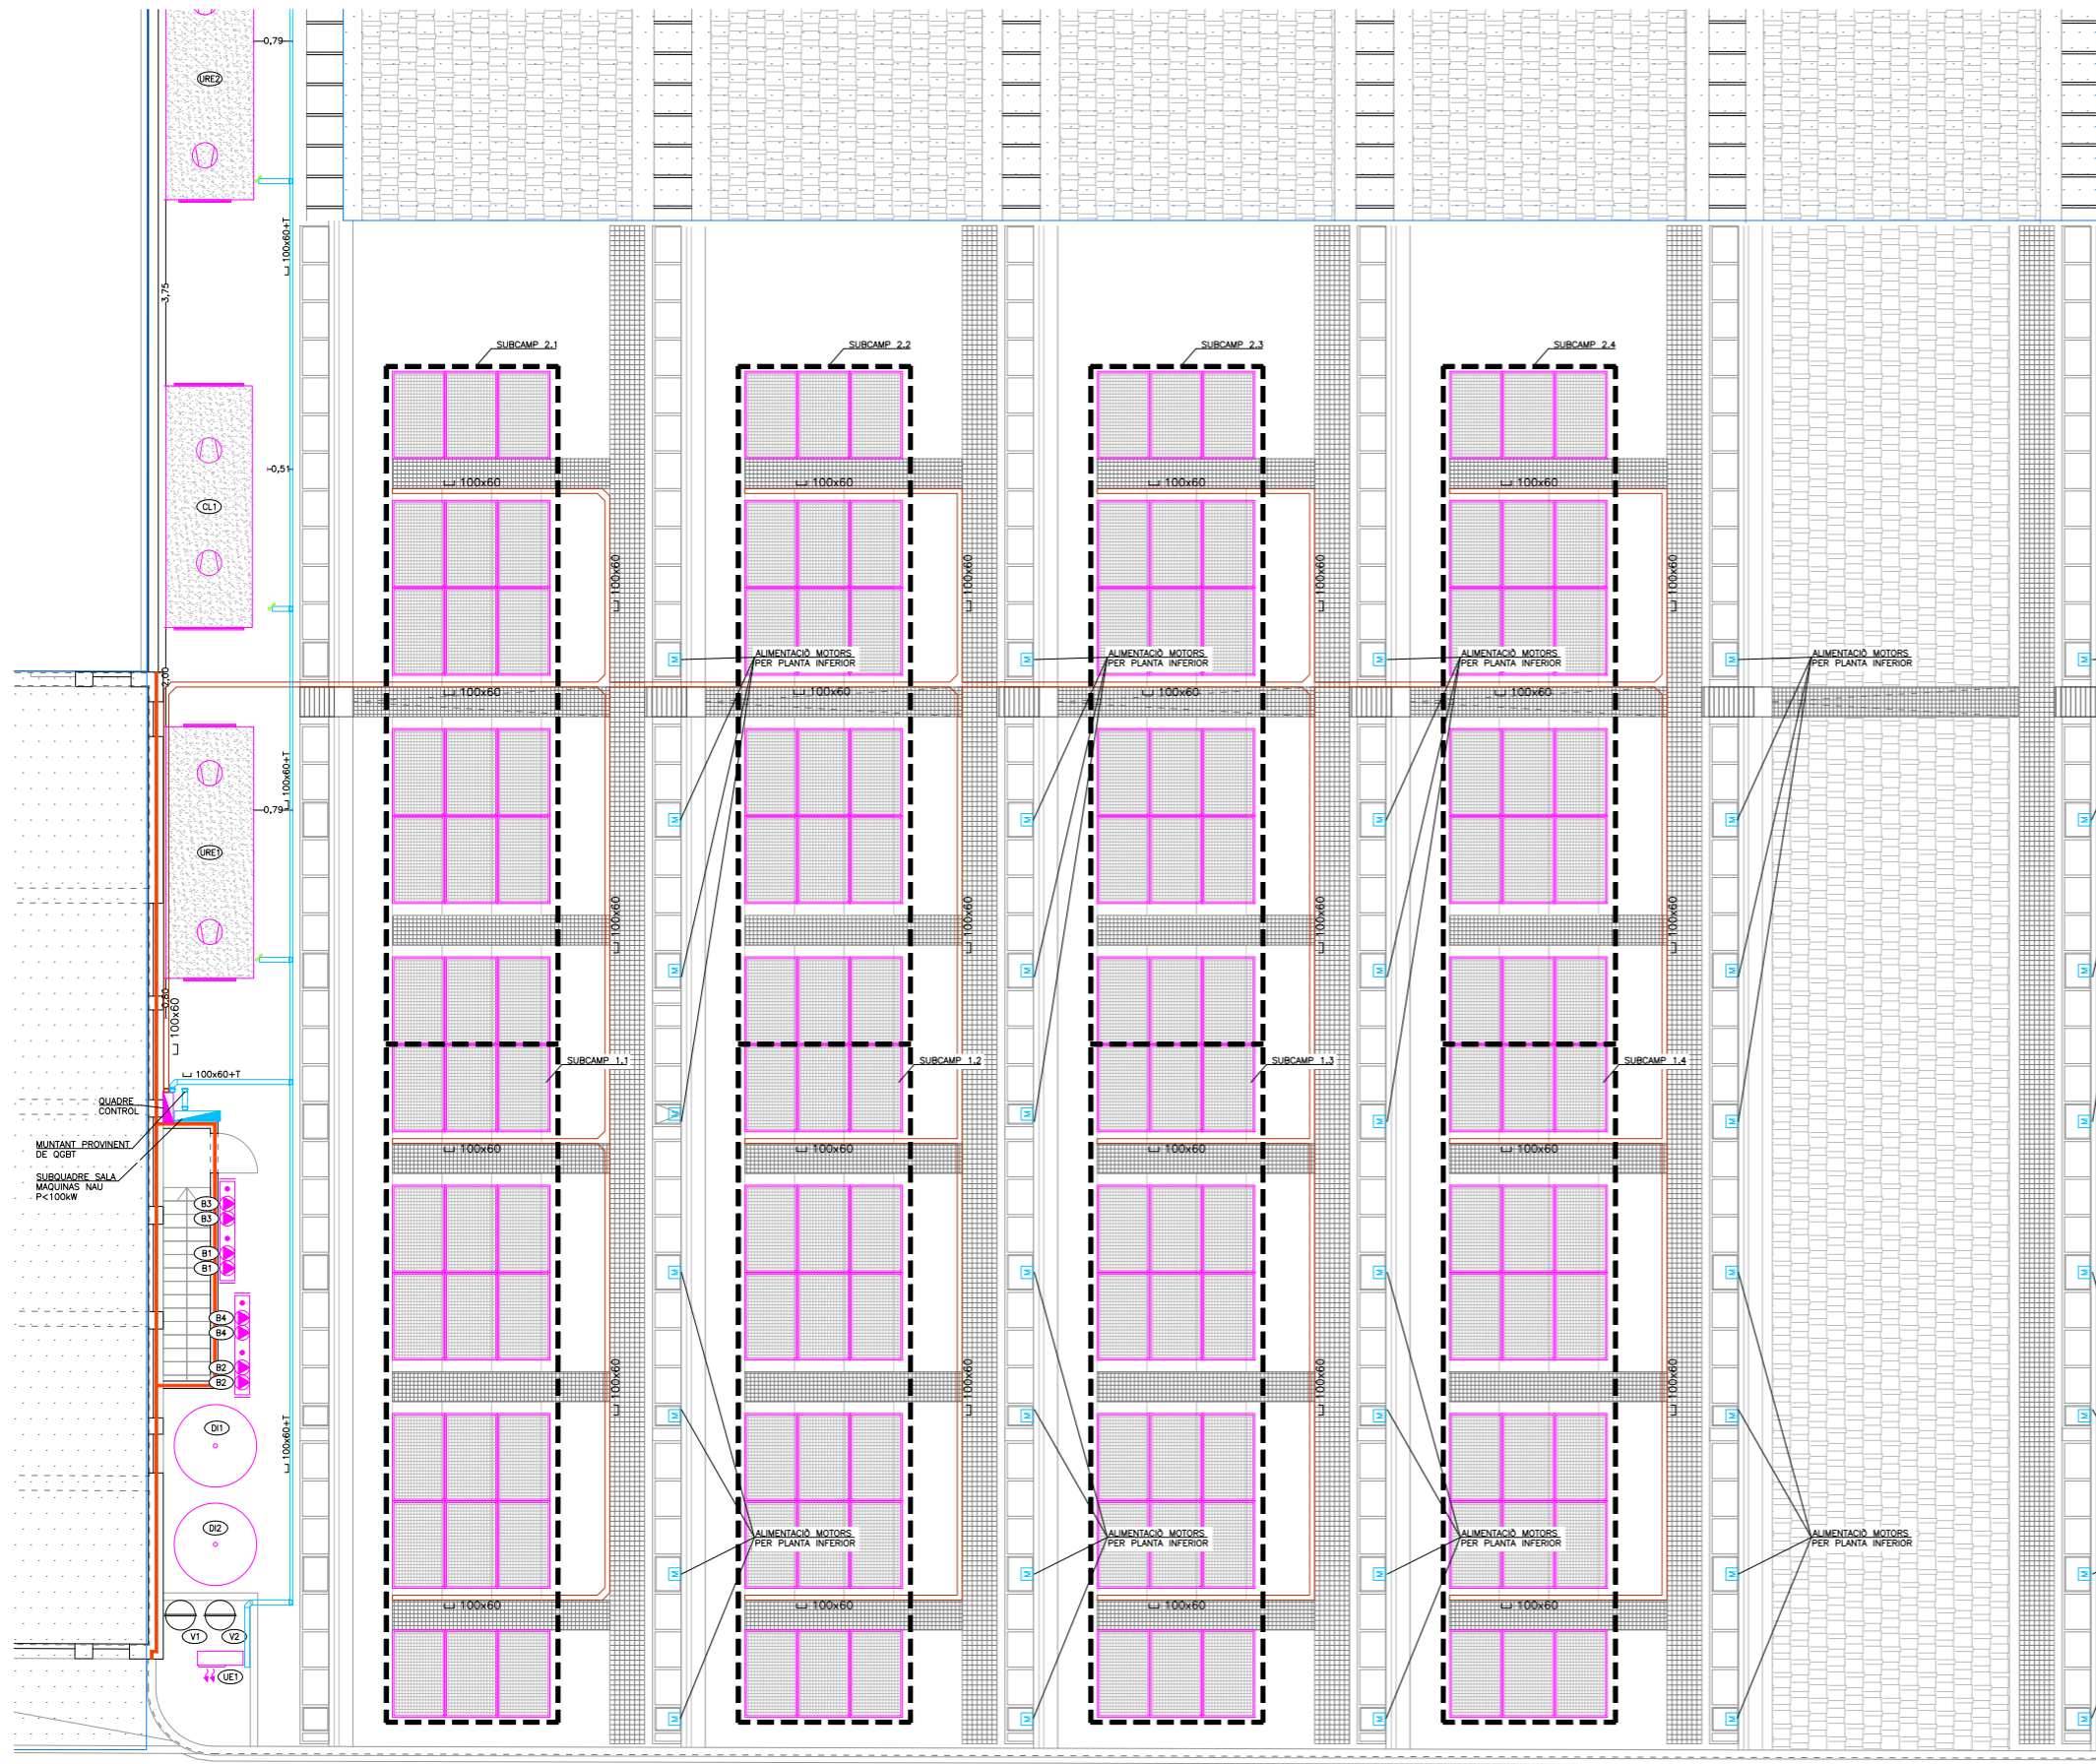 URE2
0,79
100x60+T
3,75
SUBCAMP 2.1
SUBCAMP 2.2
SUBCAMP 2.3
SUBCAMP 2.4
0,51
100x60
100x60
100x60
100x60
CL1
100x60
100x60
100x60
100x60
ALIMENTACIÓ MOTORS
PER PLANTA INFERIOR
ALIMENTACIÓ MOTORS
PER PLANTA INFERIOR
ALIMENTACIÓ MOTORS
PER PLANTA INFERIOR
M
M
M
M
M
2,00
100x60
100x60
100x60
100x60
100x60+T
0,79
M
M
M
M
M
URE1
100x60
100x60
100x60
100x60
M
M
M
M
M
0,80
100x60
SUBCAMP 1.1
SUBCAMP 1.2
SUBCAMP 1.3
SUBCAMP 1.4
100x60+T
QUADRE
CONTROL
M
M
M
M
M
MUNTANT PROVINENT
DE QGBT
100x60
100x60
100x60
100x60
SUBQUADRE SALA
MAQUINAS NAU
P<100kW
B3
B3
B1
B1
M
M
M
M
M
B4
B4
B2
B2
100x60
100x60
100x60
100x60
M
M
M
M
M
DI1
100x60+T
DI2
ALIMENTACIÓ MOTORS
PER PLANTA INFERIOR
ALIMENTACIÓ MOTORS
PER PLANTA INFERIOR
ALIMENTACIÓ MOTORS
PER PLANTA INFERIOR
ALIMENTACIÓ MOTORS
PER PLANTA INFERIOR
M
M
M
M
M
100x60
100x60
100x60
100x60
V1
V2
UE1
M
M
M
M
M